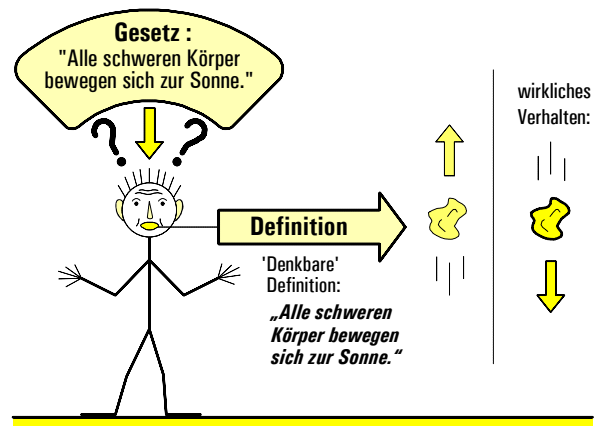 Gesetz :
"Alle schweren Körper
bewegen sich zur Sonne."
? ?
Definition
'Denkbare'
Definition:
„Alle schweren
Körper bewegen
sich zur Sonne.“
wirkliches
Verhalten: